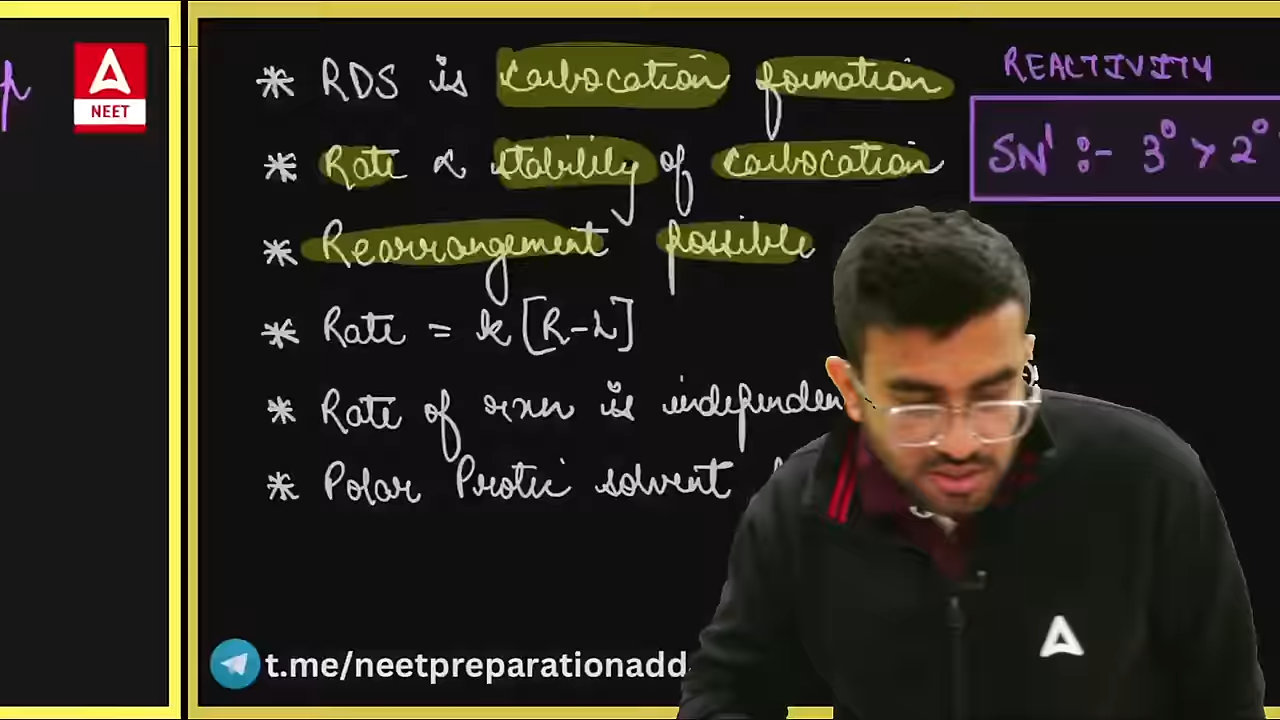 NEET
* RDS is carbocation formation
* Rate ∝ stability of carbocation
* Rearrangement possible
* Rate = k [R-L]
* Rate of rxn is independen
* Polar Protic solvent
REACTIVITY
SN¹ :- 3° > 2°
t.me/neetpreparationadd